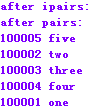 after ipairs:
after pairs:
100005 five
100002 two
100003 three
100004 four
100001 one